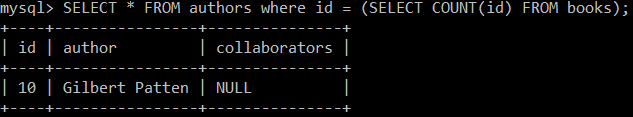 mysql> SELECT * FROM authors where id = (SELECT COUNT(id) FROM books);
+----+----------------+---------------+
| id | author         | collaborators |
+----+----------------+---------------+
| 10 | Gilbert Patten | NULL          |
+----+----------------+---------------+